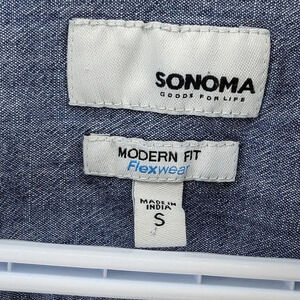 SONOMA
GOODS FOR LIFE
MODERN FIT
Flexwear
MADE IN
INDIA
S